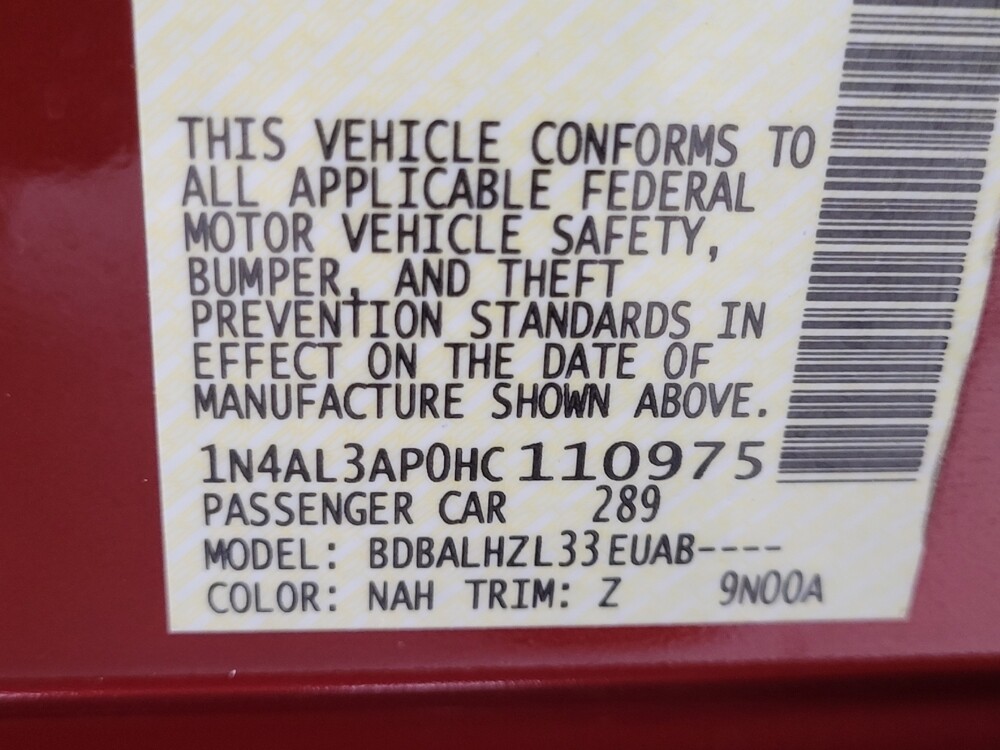 THIS VEHICLE CONFORMS TO
ALL APPLICABLE FEDERAL
MOTOR VEHICLE SAFETY,
BUMPER, AND THEFT
PREVENTION STANDARDS IN
EFFECT ON THE DATE OF
MANUFACTURE SHOWN ABOVE.
1N4AL3AP0HC110975
PASSENGER CAR 289
MODEL: BDBALHZL33EUAB----
COLOR: NAH TRIM: Z 9N00A